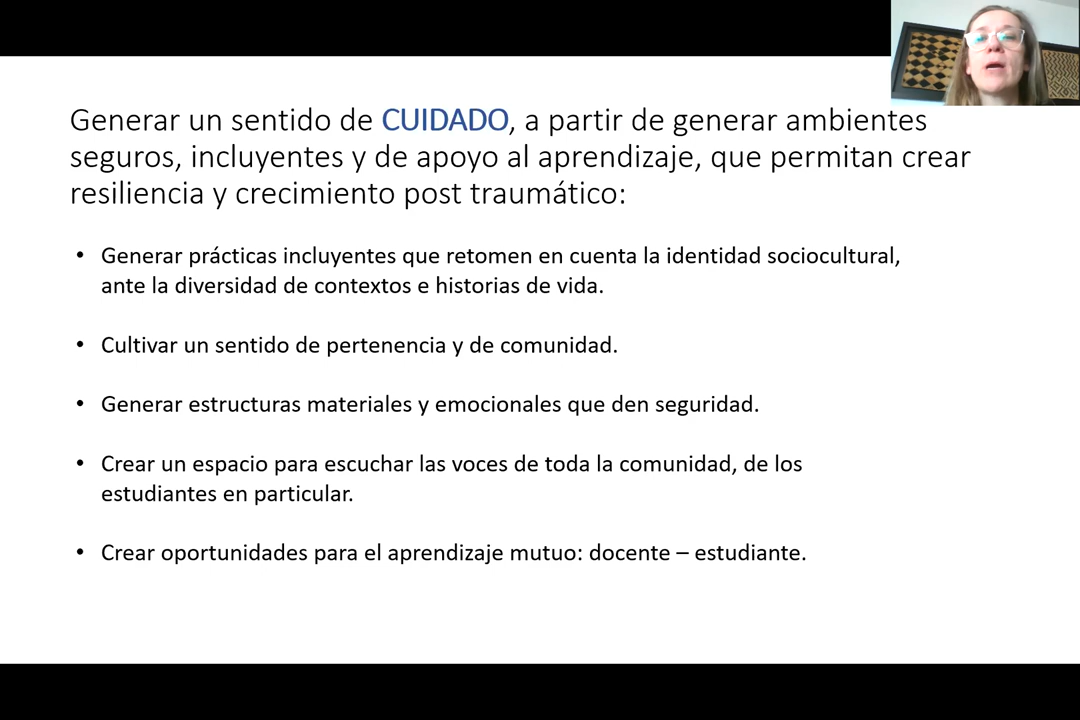 Generar un sentido de CUIDADO, a partir de generar ambientes
seguros, incluyentes y de apoyo al aprendizaje, que permitan crear
resiliencia y crecimiento post traumático:
• Generar prácticas incluyentes que retomen en cuenta la identidad sociocultural,
ante la diversidad de contextos e historias de vida.
• Cultivar un sentido de pertenencia y de comunidad.
• Generar estructuras materiales y emocionales que den seguridad.
• Crear un espacio para escuchar las voces de toda la comunidad, de los
estudiantes en particular.
• Crear oportunidades para el aprendizaje mutuo: docente – estudiante.